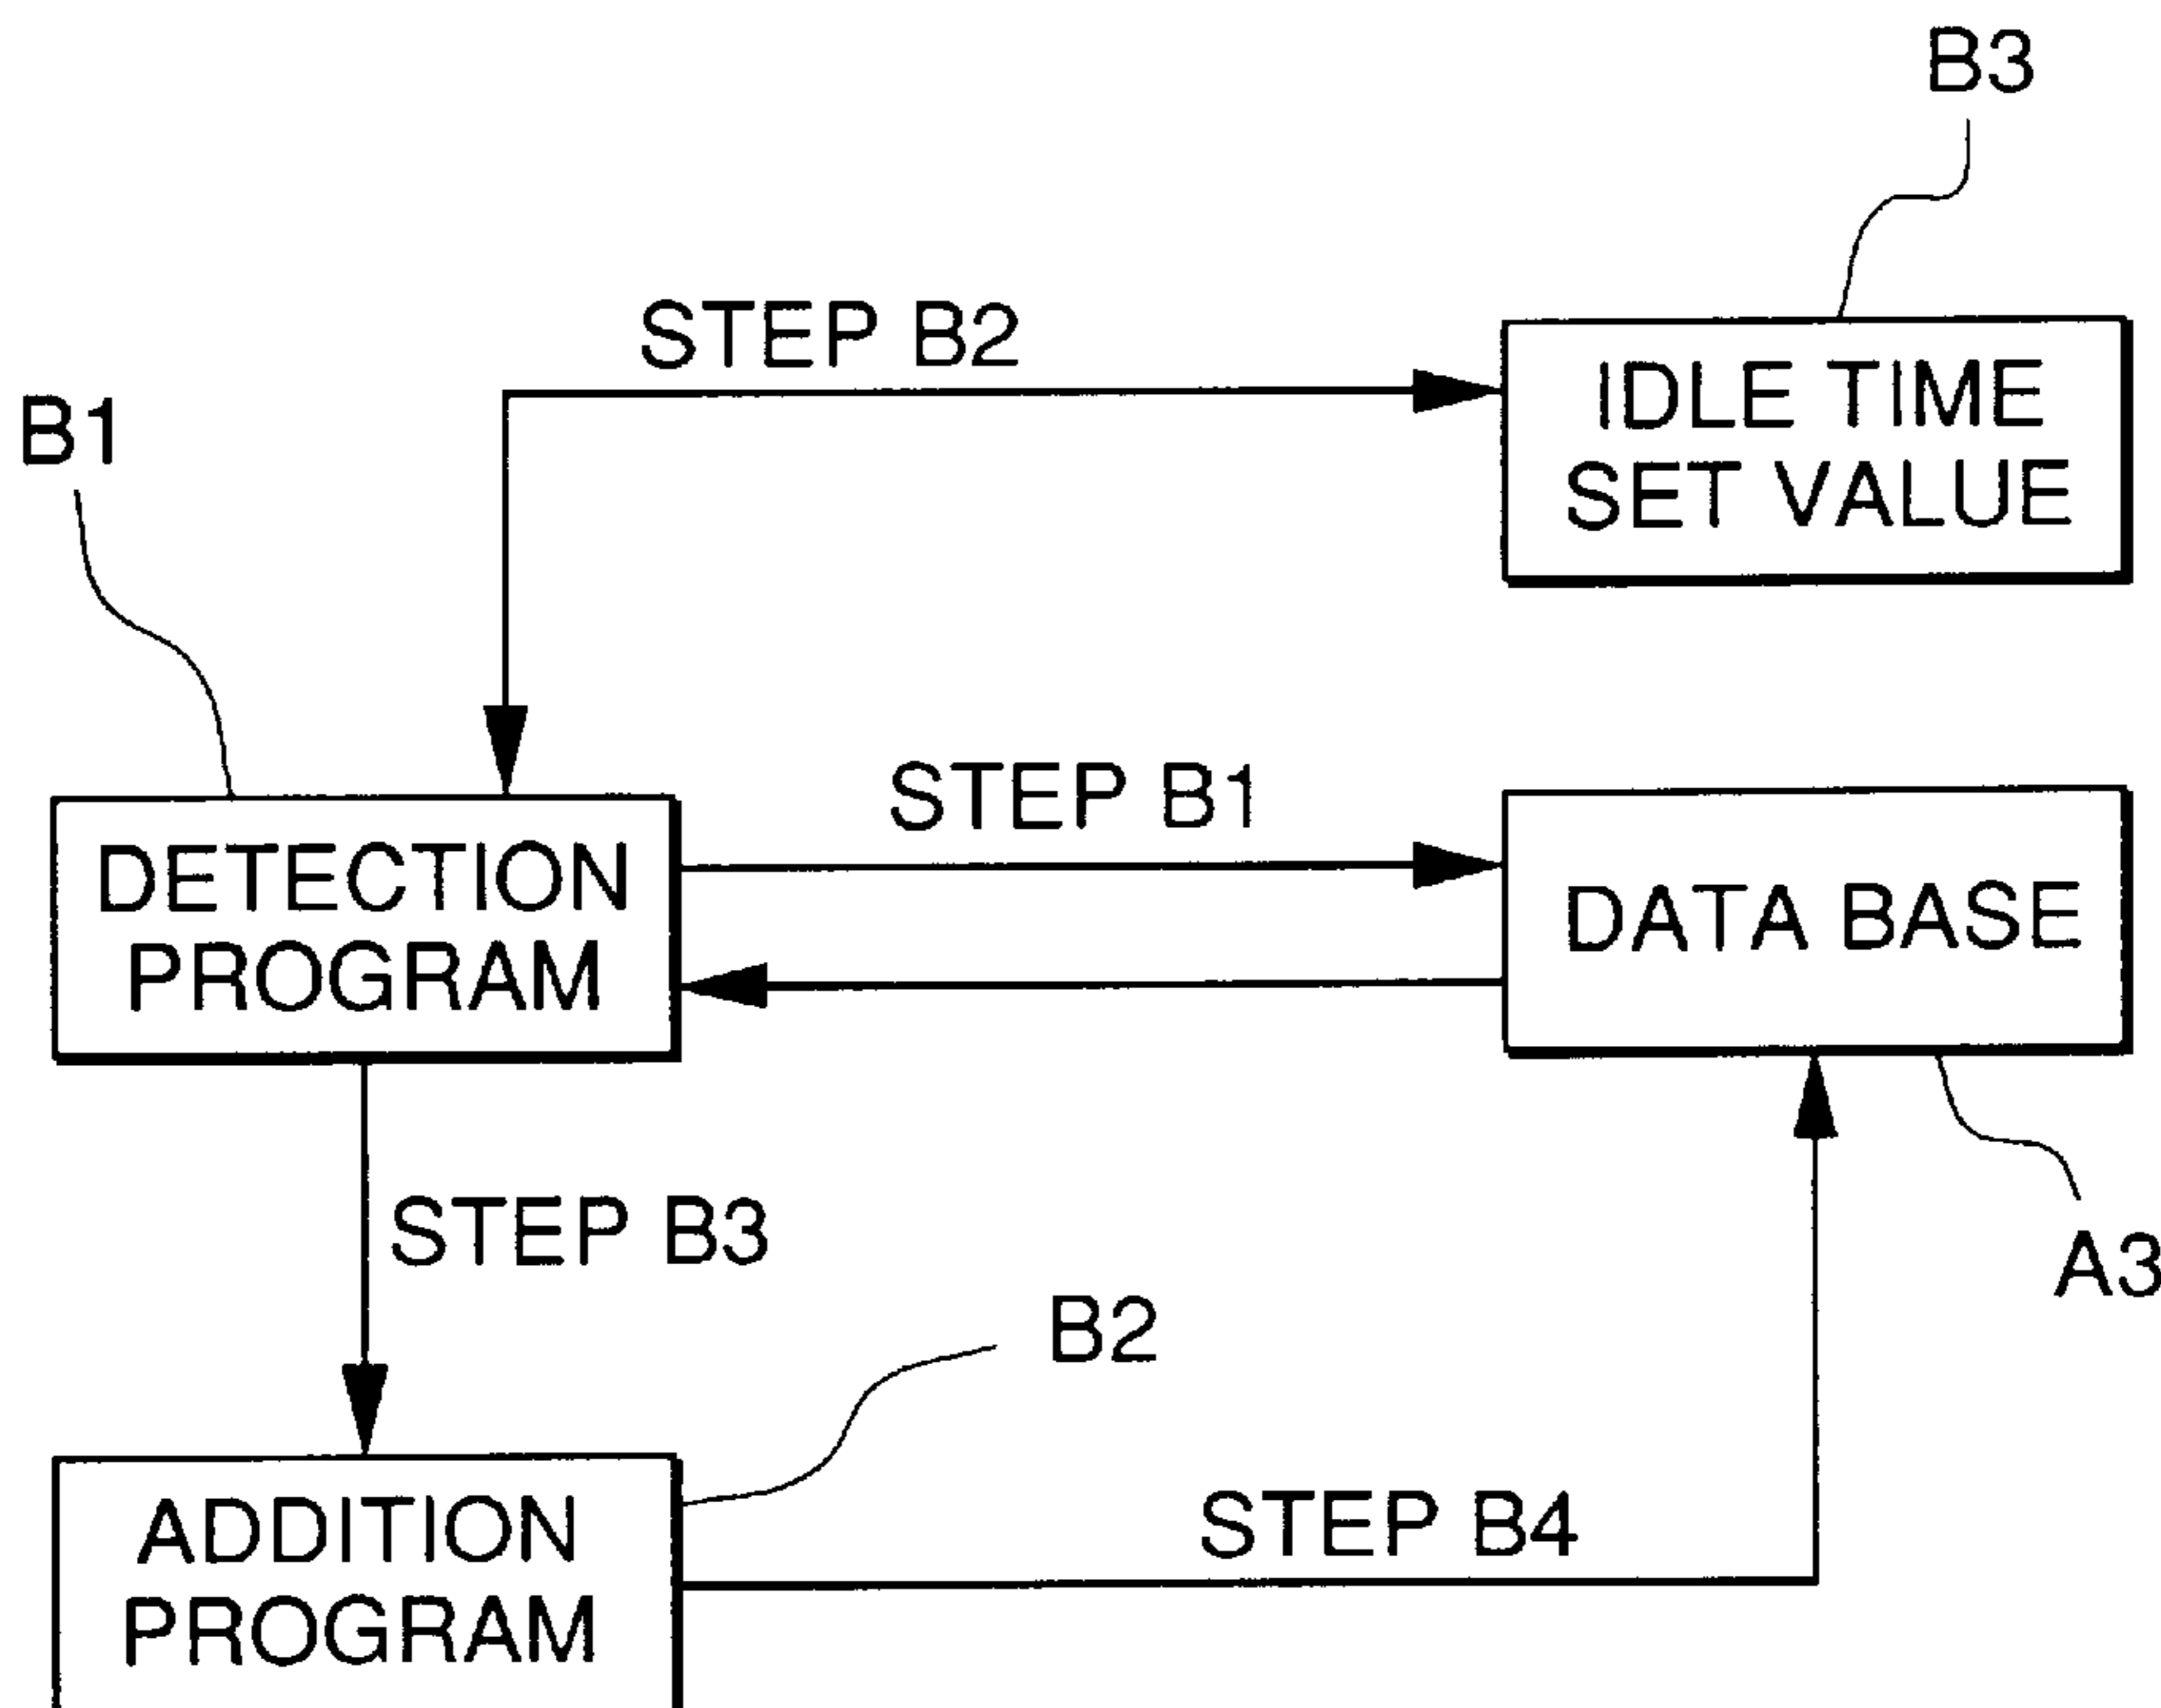 B3
STEP B2
IDLE TIME
SET VALUE
B1
STEP B1
DETECTION
PROGRAM
DATA BASE
STEP B3
A3
B2
ADDITION
PROGRAM
STEP B4